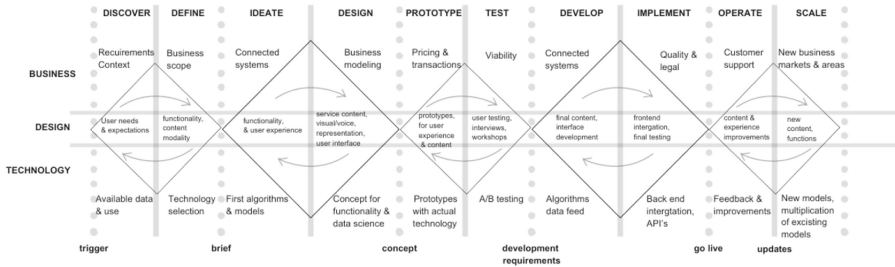 DISCOVER DEFINE IDEATE DESIGN PROTOTYPE TEST DEVELOP IMPLEMENT OPERATE SCALE
BUSINESS
Recuirements
Context
Business
scope
Connected
systems
Business
modeling
Pricing &
transactions
Viability
Connected
systems
Quality &
legal
Customer
support
New business
markets & areas
DESIGN
User needs
& expectations
functionality,
content
modality
functionality,
& user experience
service content,
visual/voice,
representation,
user interface
prototypes,
for user
experience
& content
user testing,
interviews,
workshops
final content,
interface
development
frontend
intergation,
final testing
content &
experience
improvements
new
content,
functions
TECHNOLOGY
Available data
& use
Technology
selection
First algorithms
& models
Concept for
functionality &
data science
Prototypes
with actual
technology
A/B testing
Algorithms
data feed
Back end
intergtation,
API's
Feedback &
improvements
New models,
multiplication
of excisting
models
trigger
brief
concept
development
requirements
go live
updates